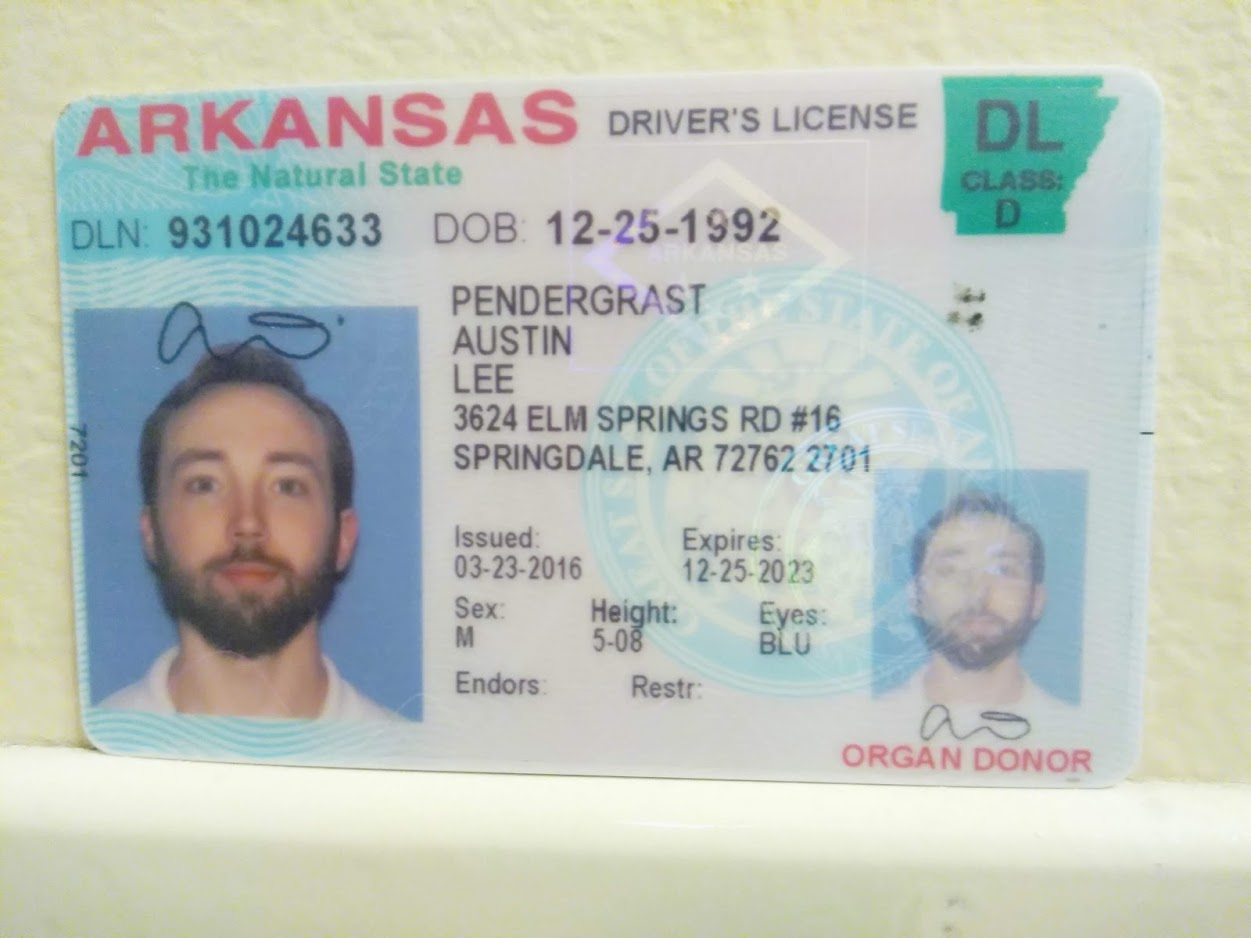 ARKANSAS DRIVER'S LICENSE
The Natural State
DL
CLASS:
D
DLN: 931024633 DOB: 12-25-1992
ARKANSAS
PENDERGRAST
AUSTIN
LEE
3624 ELM SPRINGS RD #16
SPRINGDALE, AR 72762 2701
7201
Issued: Expires:
03-23-2016 12-25-2023
Sex: Height: Eyes:
M 5-08 BLU
Endors: Restr:
ORGAN DONOR